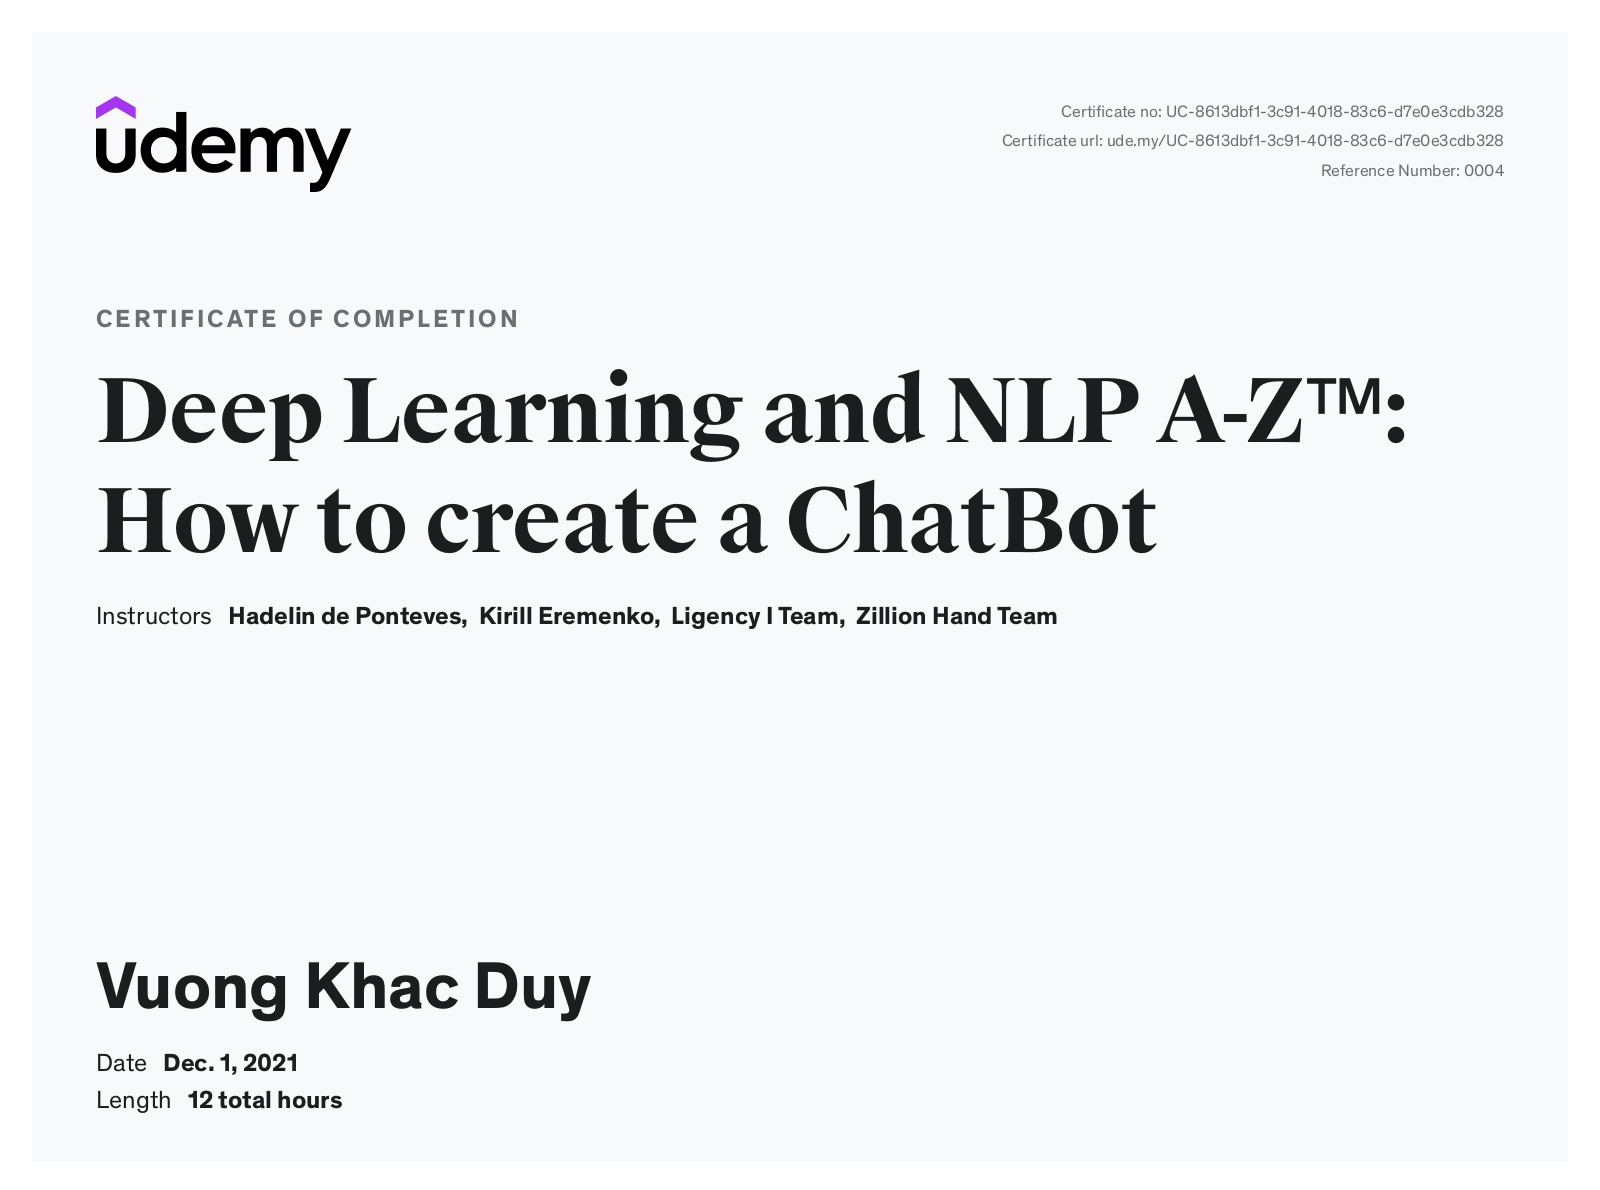 udemy
Certificate no: UC-8613dbf1-3c91-4018-83c6-d7e0e3cdb328
Certificate url: ude.my/UC-8613dbf1-3c91-4018-83c6-d7e0e3cdb328
Reference Number: 0004
CERTIFICATE OF COMPLETION
Deep Learning and NLP A-Z™:
How to create a ChatBot
Instructors Hadelin de Ponteves, Kirill Eremenko, Ligency I Team, Zillion Hand Team
Vuong Khac Duy
Date Dec. 1, 2021
Length 12 total hours